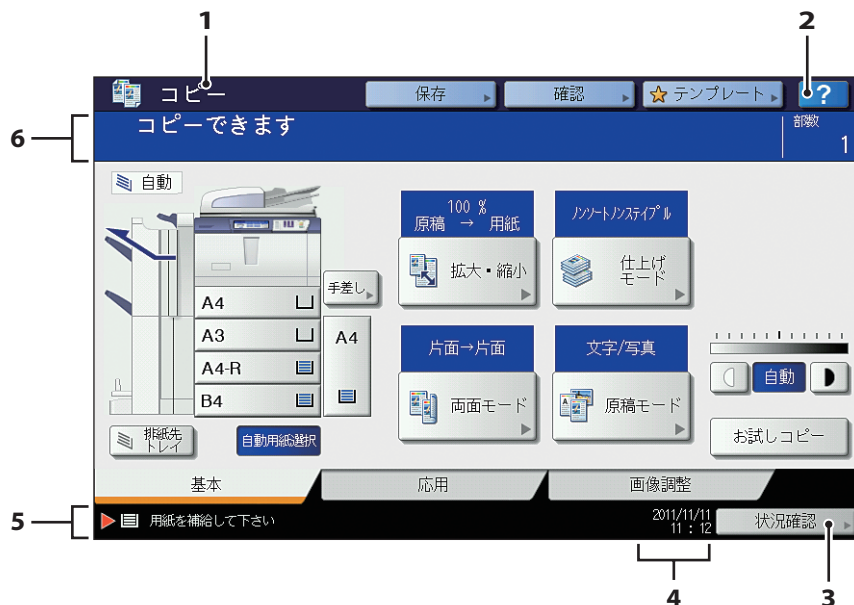 1
2
コピー
保存
確認
テンプレート
?
6
コピーできます
部数
1
自動
100 %
原稿 → 用紙
ノンソートノンステイプル
拡大・縮小
仕上げ
モード
手差し
A4
A3
A4
A4-R
B4
片面→片面
文字/写真
両面モード
原稿モード
自動
排紙先
トレイ
自動用紙選択
お試しコピー
基本
応用
画像調整
5
用紙を補給して下さい
2011/11/11
11 : 12
状況確認
4
3